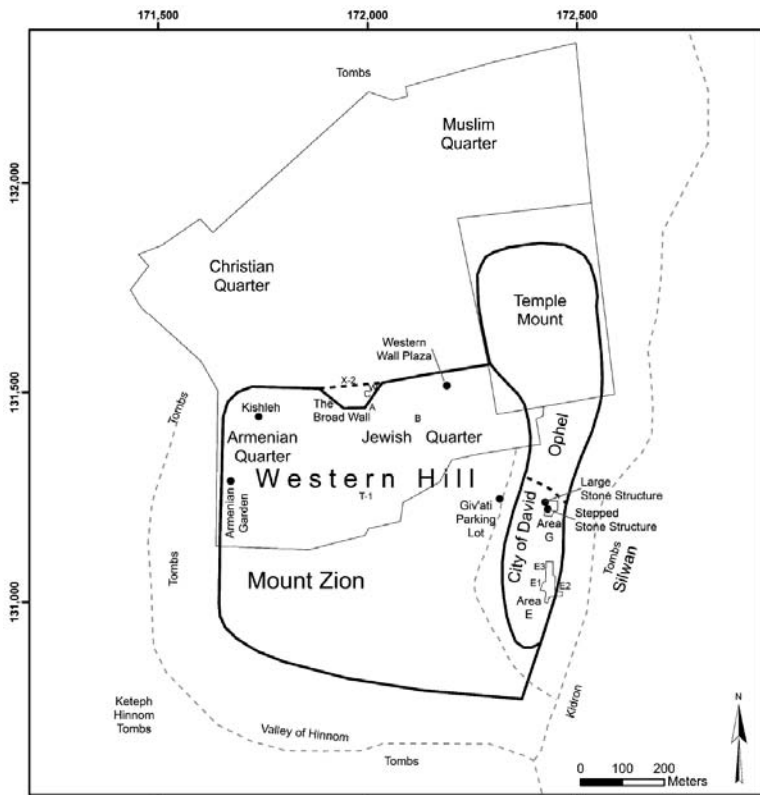 171,500
172,000
172,500
132,000
131,500
131,000
Tombs
Muslim
Quarter
Christian
Quarter
Temple
Mount
Western
Wall Plaza
X-2
Kishleh
The
Broad Wall
A
B
Tombs
Armenian
Quarter
Jewish Quarter
Ophel
Western Hill
T-1
Armenian
Garden
Giv'ati
Parking
Lot
City of David
Large
Stone Structure
Stepped
Stone Structure
Area
G
Tombs
Silwan
E3
E1
E2
Area
E
Tombs
Mount Zion
Keteph
Hinnom
Tombs
Valley of Hinnom
Tombs
Kidron
N
0 100 200
Meters